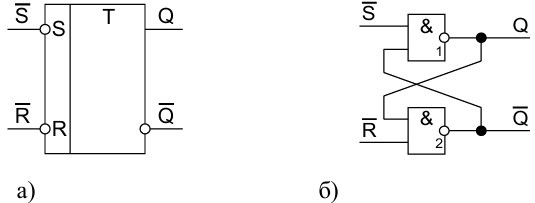 S̅ S T Q
R̅ R Q̅
а)
S̅ & 1 Q
R̅ & 2 Q̅
б)